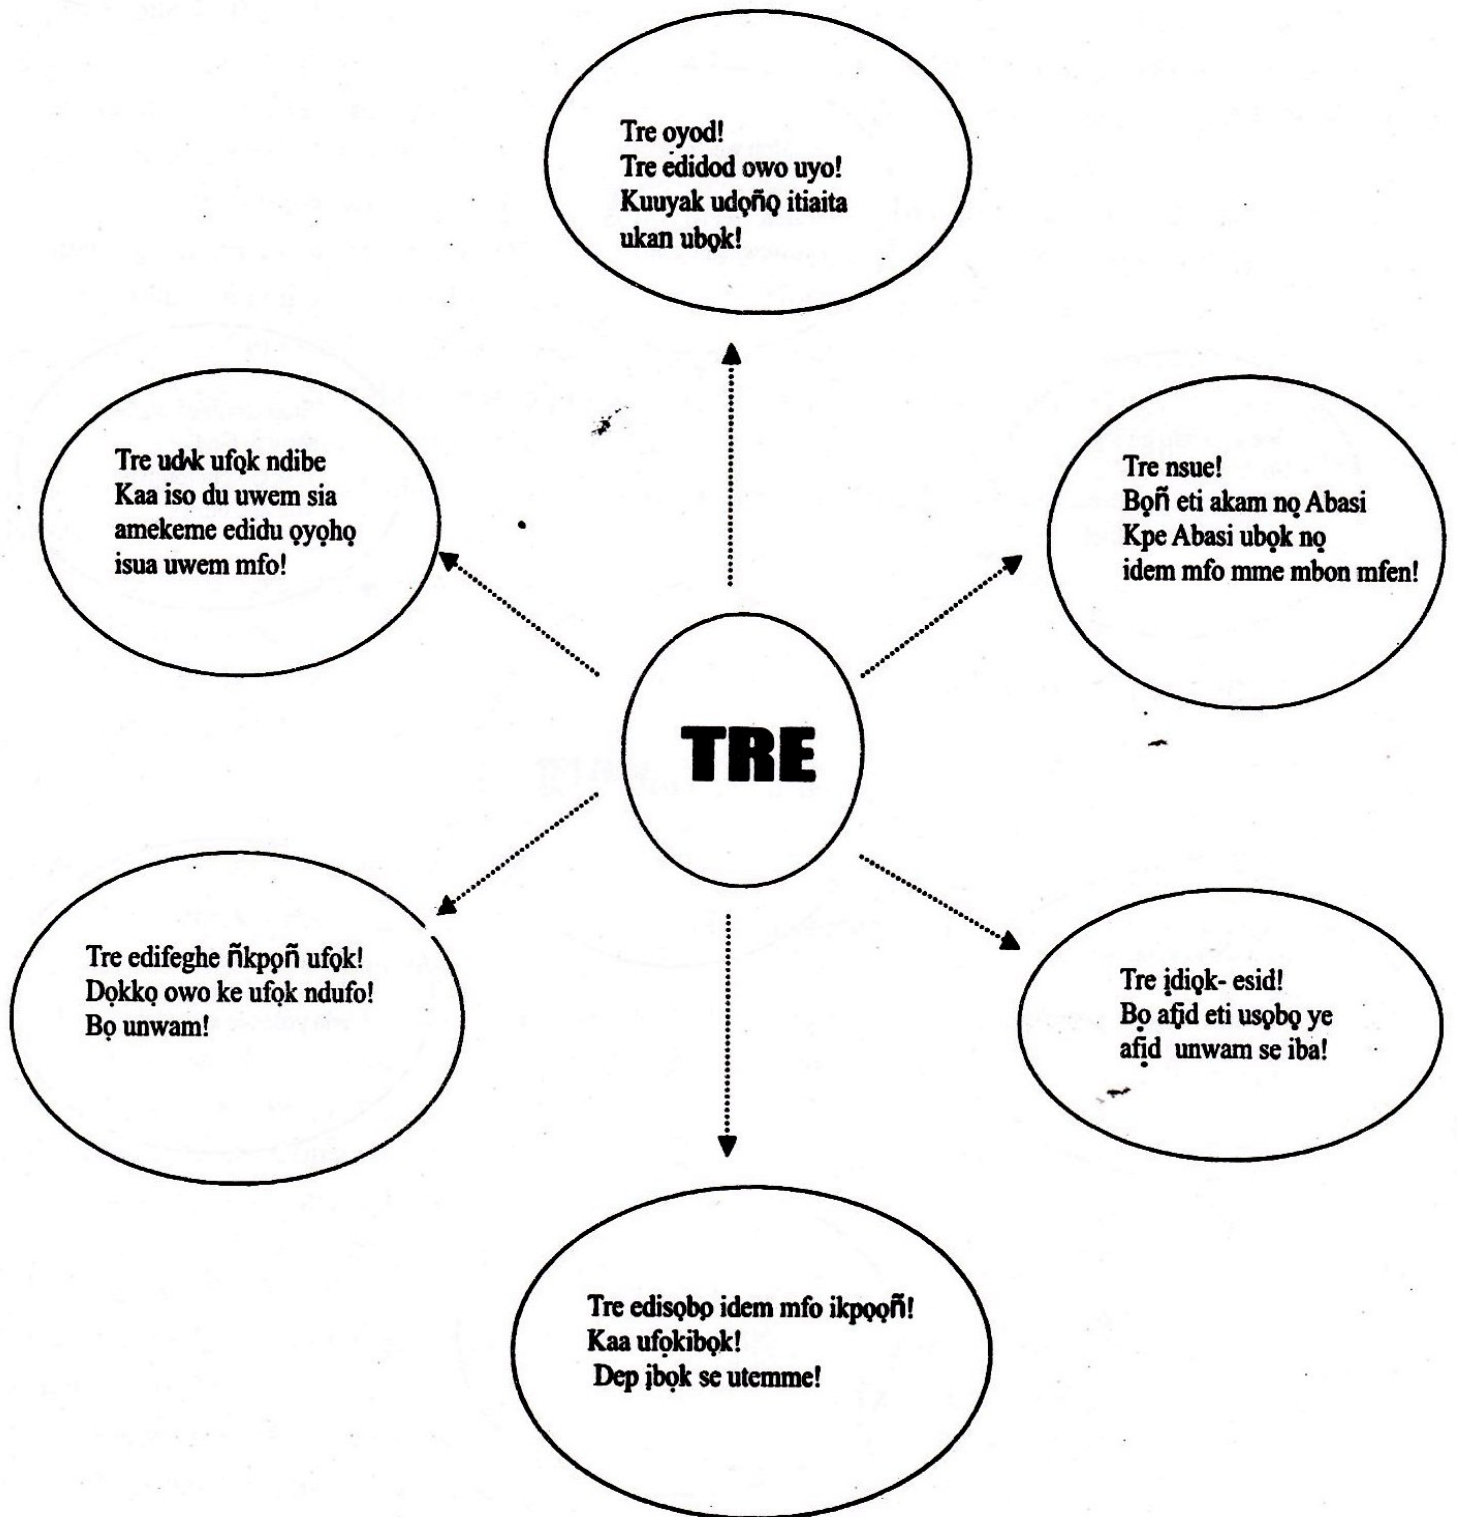 Tre ọyod!
Tre edidod owo uyo!
Kuuyak udọñọ itiaita
ukan ubọk!
Tre ufọk ndibe
Kaa iso du uwem sia
amekeme edidu ọyọhọ
isua uwem mfo!
Tre nsue!
Bọñ eti akam nọ Abasi
Kpe Abasi ubọk nọ
idem mfo mme mbon mfen!
TRE
Tre edifeghe ñkpọñ ufọk!
Dọkkọ owo ke ufọk ndufo!
Bọ unwam!
Tre ịdiọk- esid!
Bọ afịd eti usọbọ ye
afịd unwam se iba!
Tre edisọbọ idem mfo ikpọọñ!
Kaa ufọkibọk!
Dep ịbọk se utemme!